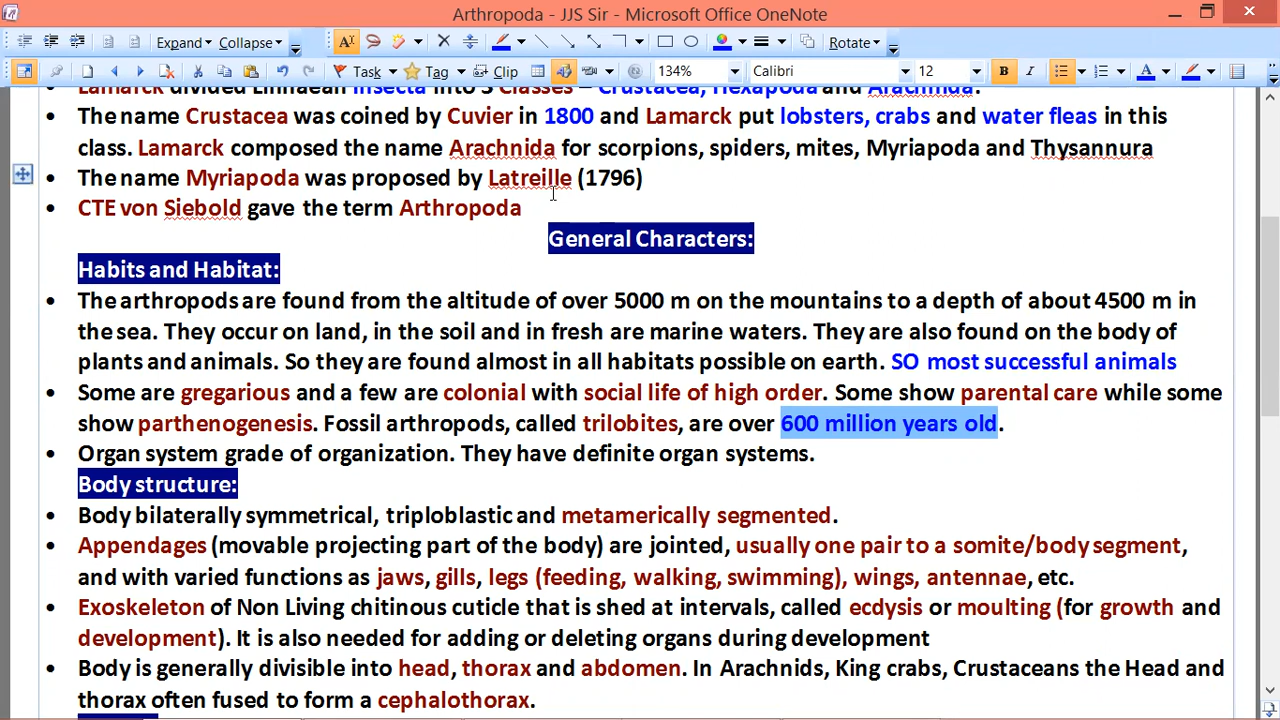 Arthropoda - JJS Sir - Microsoft Office OneNote
Expand Collapse Rotate
Task Tag Clip 134% Calibri 12 B I A
Lamarck divided Linnaean Insecta into 3 Classes – Crustacea, Hexapoda and Arachnida.
• The name Crustacea was coined by Cuvier in 1800 and Lamarck put lobsters, crabs and water fleas in this
class. Lamarck composed the name Arachnida for scorpions, spiders, mites, Myriapoda and Thysannura
• The name Myriapoda was proposed by Latreille (1796)
• CTE von Siebold gave the term Arthropoda
General Characters:
Habits and Habitat:
• The arthropods are found from the altitude of over 5000 m on the mountains to a depth of about 4500 m in
the sea. They occur on land, in the soil and in fresh are marine waters. They are also found on the body of
plants and animals. So they are found almost in all habitats possible on earth. SO most successful animals
• Some are gregarious and a few are colonial with social life of high order. Some show parental care while some
show parthenogenesis. Fossil arthropods, called trilobites, are over 600 million years old.
• Organ system grade of organization. They have definite organ systems.
Body structure:
• Body bilaterally symmetrical, triploblastic and metamerically segmented.
• Appendages (movable projecting part of the body) are jointed, usually one pair to a somite/body segment,
and with varied functions as jaws, gills, legs (feeding, walking, swimming), wings, antennae, etc.
• Exoskeleton of Non Living chitinous cuticle that is shed at intervals, called ecdysis or moulting (for growth and
development). It is also needed for adding or deleting organs during development
• Body is generally divisible into head, thorax and abdomen. In Arachnids, King crabs, Crustaceans the Head and
thorax often fused to form a cephalothorax.